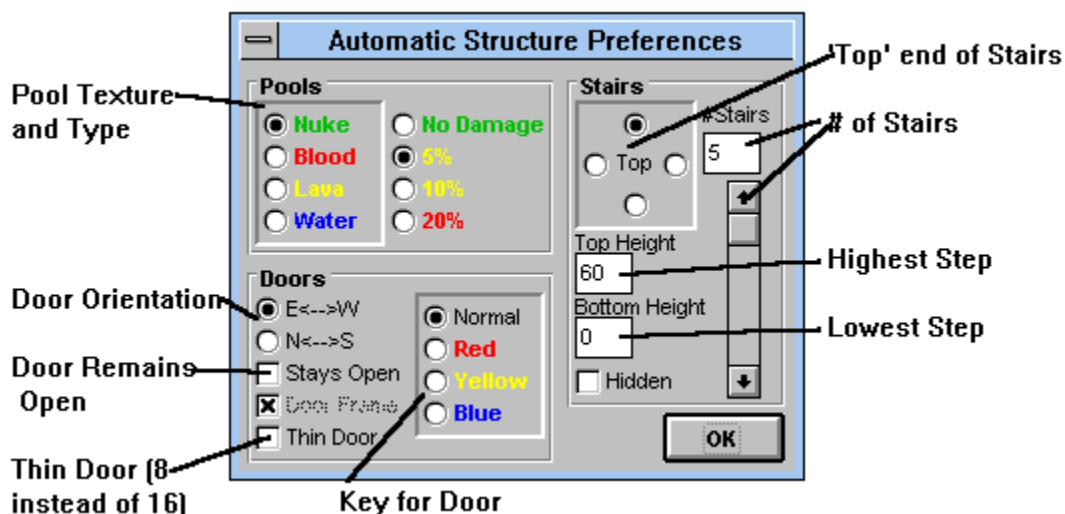 Automatic Structure Preferences
Pool Texture
and Type
Pools
Nuke
Blood
Lava
Water
No Damage
5%
10%
20%
Stairs
Top
#Stairs
5
Top Height
60
Bottom Height
0
Hidden
'Top' end of Stairs
# of Stairs
Highest Step
Lowest Step
Door Orientation
Door Remains
Open
Thin Door (8
instead of 16)
Doors
E<-->W
N<-->S
Stays Open
Door Frame
Thin Door
Normal
Red
Yellow
Blue
Key for Door
OK